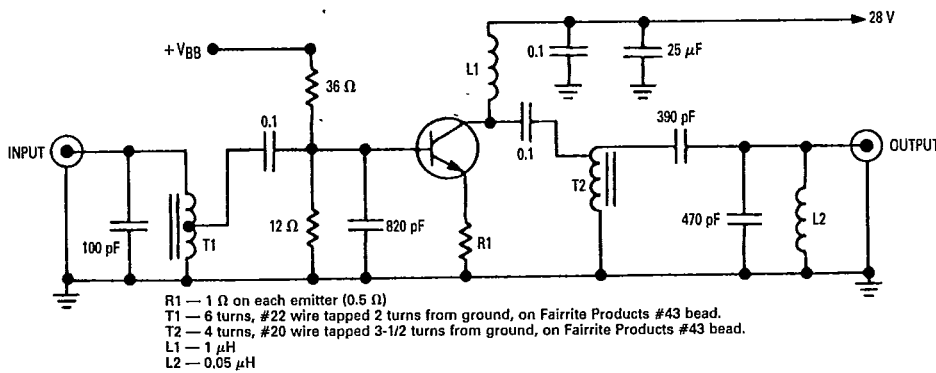 28 V
+ VBB
0.1
25 µF
L1
36 Ω
0.1
390 pF
INPUT
OUTPUT
0.1
T2
100 pF
T1
12 Ω
820 pF
R1
470 pF
L2
R1 — 1 Ω on each emitter (0.5 Ω)
T1 — 6 turns, #22 wire tapped 2 turns from ground, on Fairrite Products #43 bead.
T2 — 4 turns, #20 wire tapped 3-1/2 turns from ground, on Fairrite Products #43 bead.
L1 — 1 µH
L2 — 0,05 µH